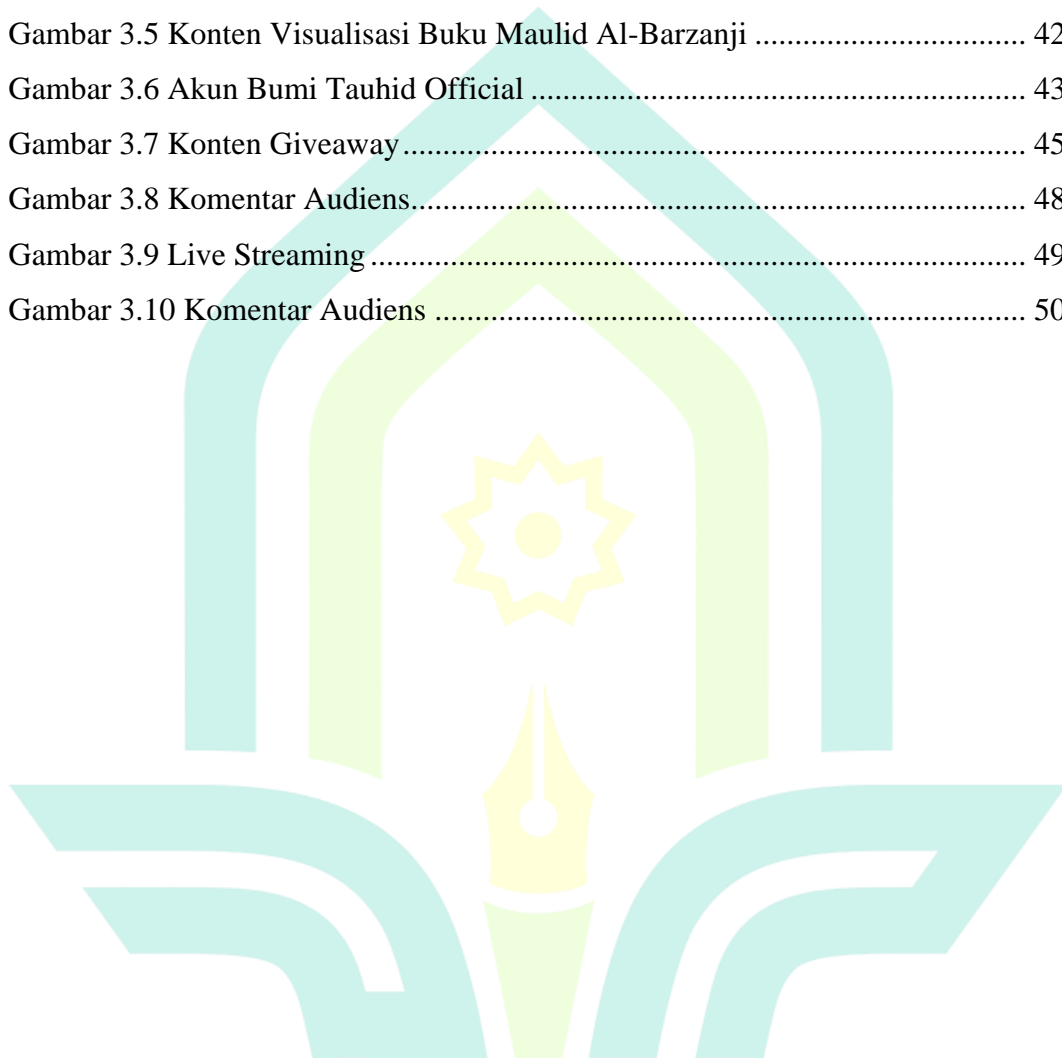 Gambar 3.5 Konten Visualisasi Buku Maulid Al-Barzanji .................................. 42
Gambar 3.6 Akun Bumi Tauhid Official .............................................................. 43
Gambar 3.7 Konten Giveaway .............................................................................. 45
Gambar 3.8 Komentar Audiens............................................................................. 48
Gambar 3.9 Live Streaming .................................................................................. 49
Gambar 3.10 Komentar Audiens .......................................................................... 50